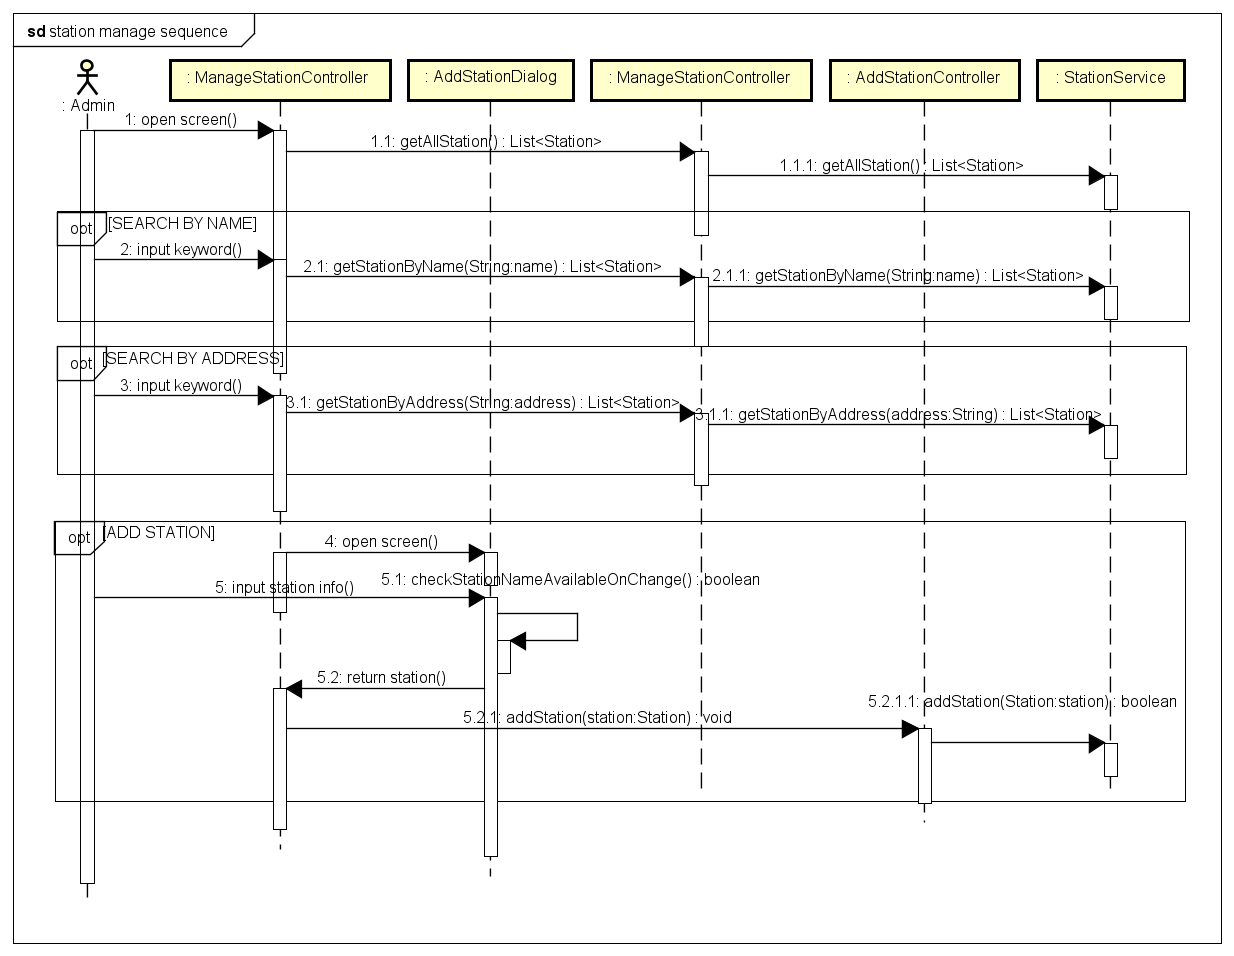 sd station manage sequence
: Admin
: ManageStationController
: AddStationDialog
: ManageStationController
: AddStationController
: StationService
1: open screen()
1.1: getAllStation() : List<Station>
1.1.1: getAllStation() : List<Station>
opt
[SEARCH BY NAME]
2: input keyword()
2.1: getStationByName(String:name) : List<Station>
2.1.1: getStationByName(String:name) : List<Station>
opt
[SEARCH BY ADDRESS]
3: input keyword()
3.1: getStationByAddress(String:address) : List<Station>
3.1.1: getStationByAddress(address:String) : List<Station>
opt
[ADD STATION]
4: open screen()
5.1: checkStationNameAvailableOnChange() : boolean
5: input station info()
5.2: return station()
5.2.1.1: addStation(Station:station) : boolean
5.2.1: addStation(station:Station) : void